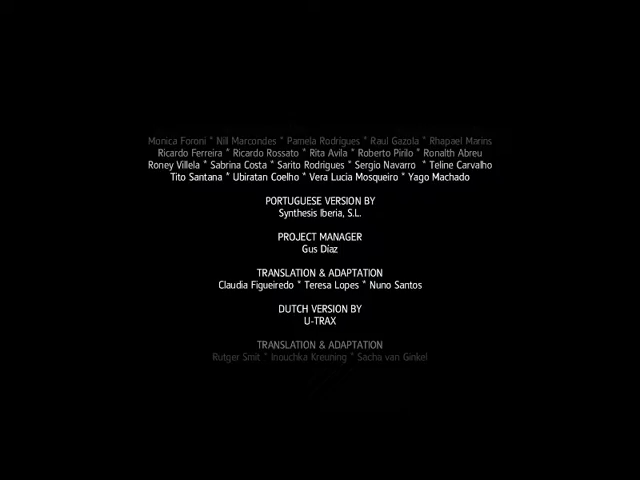 Monica Foroni * Nill Marcondes * Pamela Rodrigues * Raul Gazola * Rhapael Marins
Ricardo Ferreira * Ricardo Rossato * Rita Avila * Roberto Pirilo * Ronalth Abreu
Roney Villela * Sabrina Costa * Sarito Rodrigues * Sergio Navarro * Teline Carvalho
Tito Santana * Ubiratan Coelho * Vera Lucia Mosqueiro * Yago Machado
PORTUGUESE VERSION BY
Synthesis Iberia, S.L.
PROJECT MANAGER
Gus Díaz
TRANSLATION & ADAPTATION
Claudia Figueiredo * Teresa Lopes * Nuno Santos
DUTCH VERSION BY
U-TRAX
TRANSLATION & ADAPTATION
Rutger Smit * Inouchka Kreuning * Sacha van Ginkel